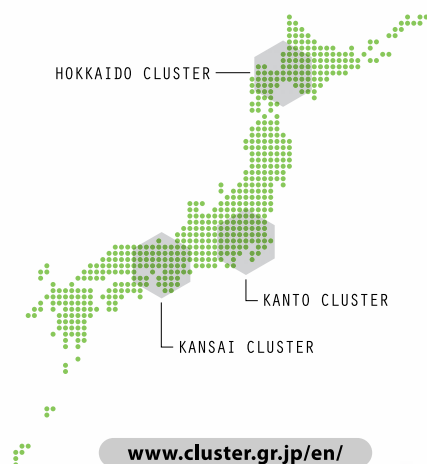 HOKKAIDO CLUSTER
KANTO CLUSTER
KANSAI CLUSTER
www.cluster.gr.jp/en/